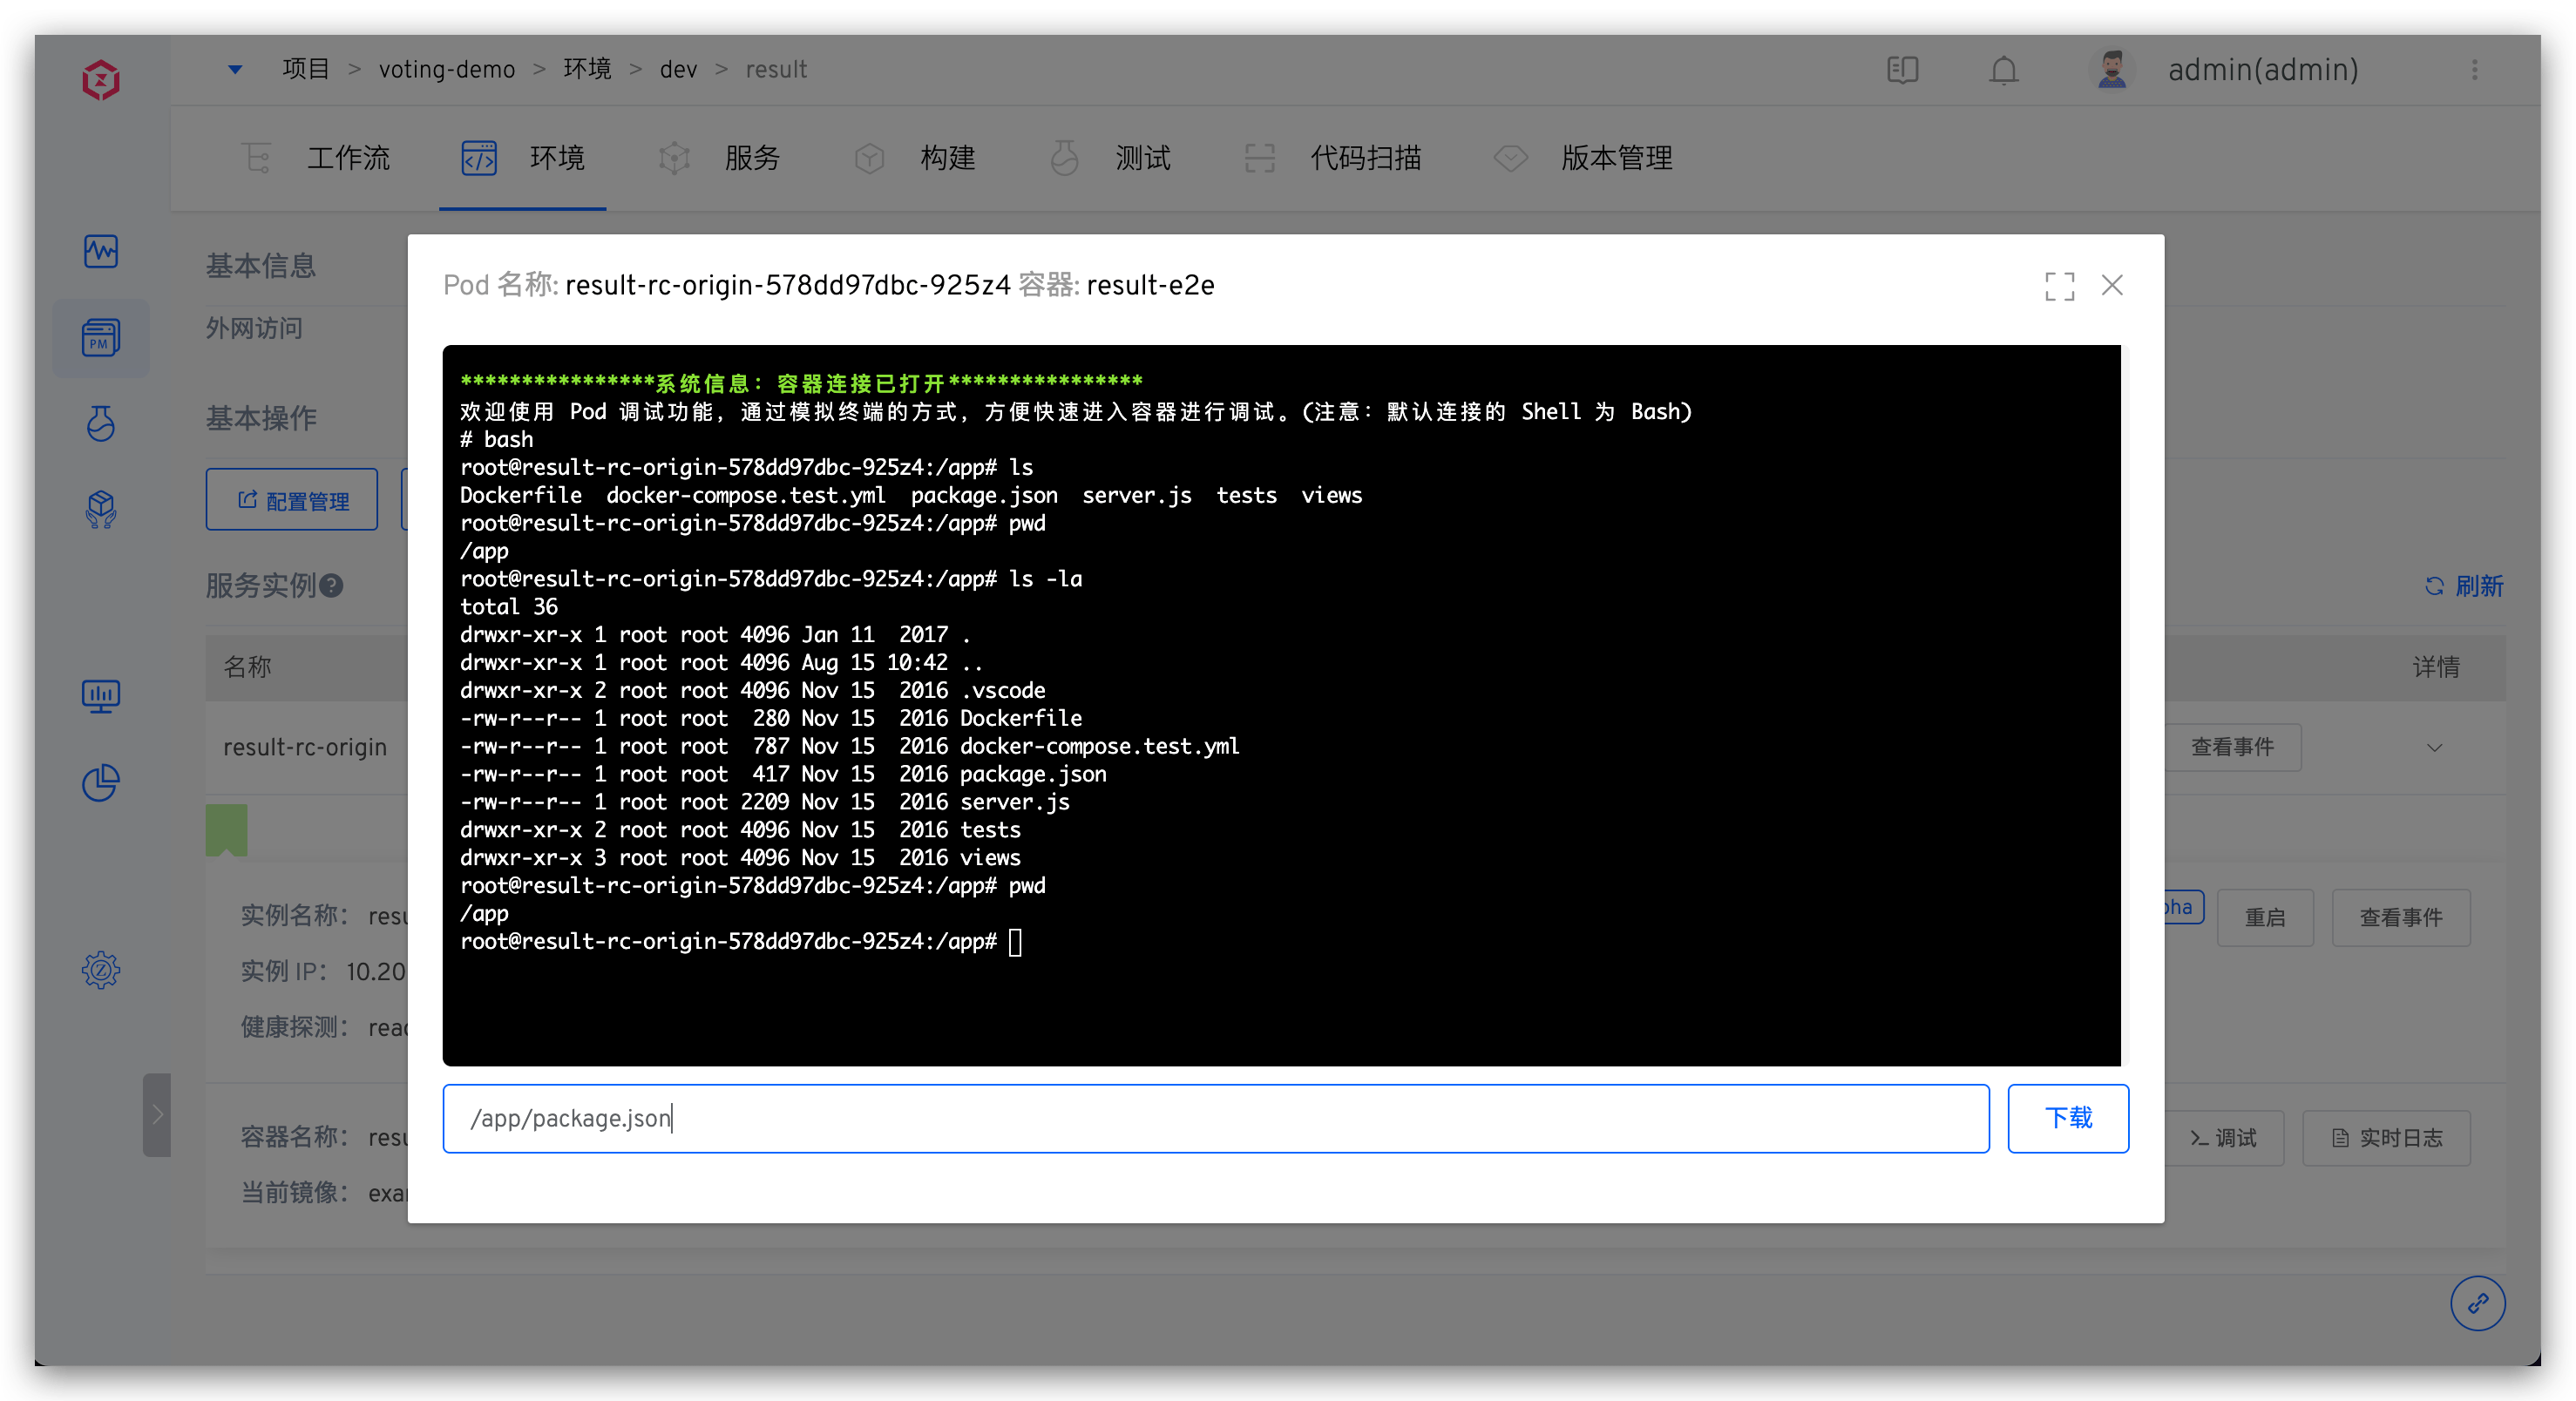 项目 > voting-demo > 环境 > dev > result
admin(admin)
工作流 环境 服务 构建 测试 代码扫描 版本管理
PM
基本信息
外网访问
基本操作
配置管理
服务实例
刷新
名称 详情
result-rc-origin 查看事件
实例名称： 重启 查看事件
实例 IP： 10.20
健康探测：
容器名称： 调试 实时日志
当前镜像：
Pod 名称: result-rc-origin-578dd97dbc-925z4 容器: result-e2e
****************系统信息: 容器连接已打开****************
欢迎使用 Pod 调试功能, 通过模拟终端的方式, 方便快速进入容器进行调试。(注意: 默认连接的 Shell 为 Bash)
# bash
root@result-rc-origin-578dd97dbc-925z4:/app# ls
Dockerfile  docker-compose.test.yml  package.json  server.js  tests  views
root@result-rc-origin-578dd97dbc-925z4:/app# pwd
/app
root@result-rc-origin-578dd97dbc-925z4:/app# ls -la
total 36
drwxr-xr-x 1 root root 4096 Jan 11  2017 .
drwxr-xr-x 1 root root 4096 Aug 15 10:42 ..
drwxr-xr-x 2 root root 4096 Nov 15  2016 .vscode
-rw-r--r-- 1 root root  280 Nov 15  2016 Dockerfile
-rw-r--r-- 1 root root  787 Nov 15  2016 docker-compose.test.yml
-rw-r--r-- 1 root root  417 Nov 15  2016 package.json
-rw-r--r-- 1 root root 2209 Nov 15  2016 server.js
drwxr-xr-x 2 root root 4096 Nov 15  2016 tests
drwxr-xr-x 3 root root 4096 Nov 15  2016 views
root@result-rc-origin-578dd97dbc-925z4:/app# pwd
/app
root@result-rc-origin-578dd97dbc-925z4:/app#
/app/package.json 下载